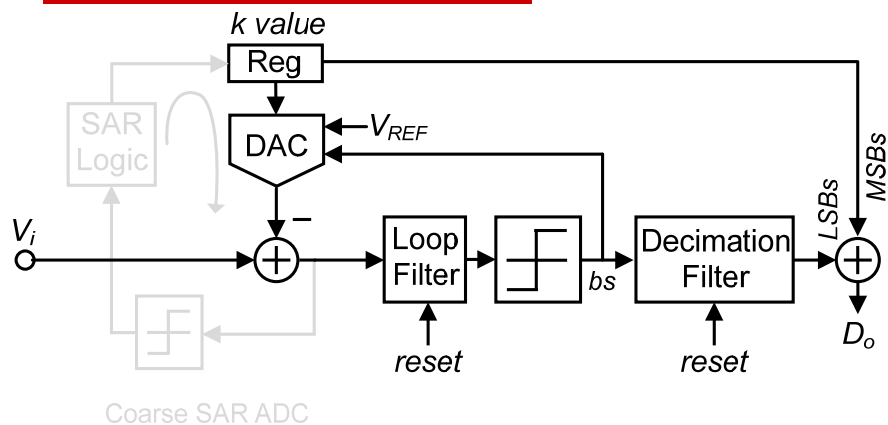 k value
Reg
SAR
Logic
DAC
V_REF
MSBs
LSBs
V_i
–
+
Loop
Filter
bs
Decimation
Filter
+
reset
reset
D_o
Coarse SAR ADC